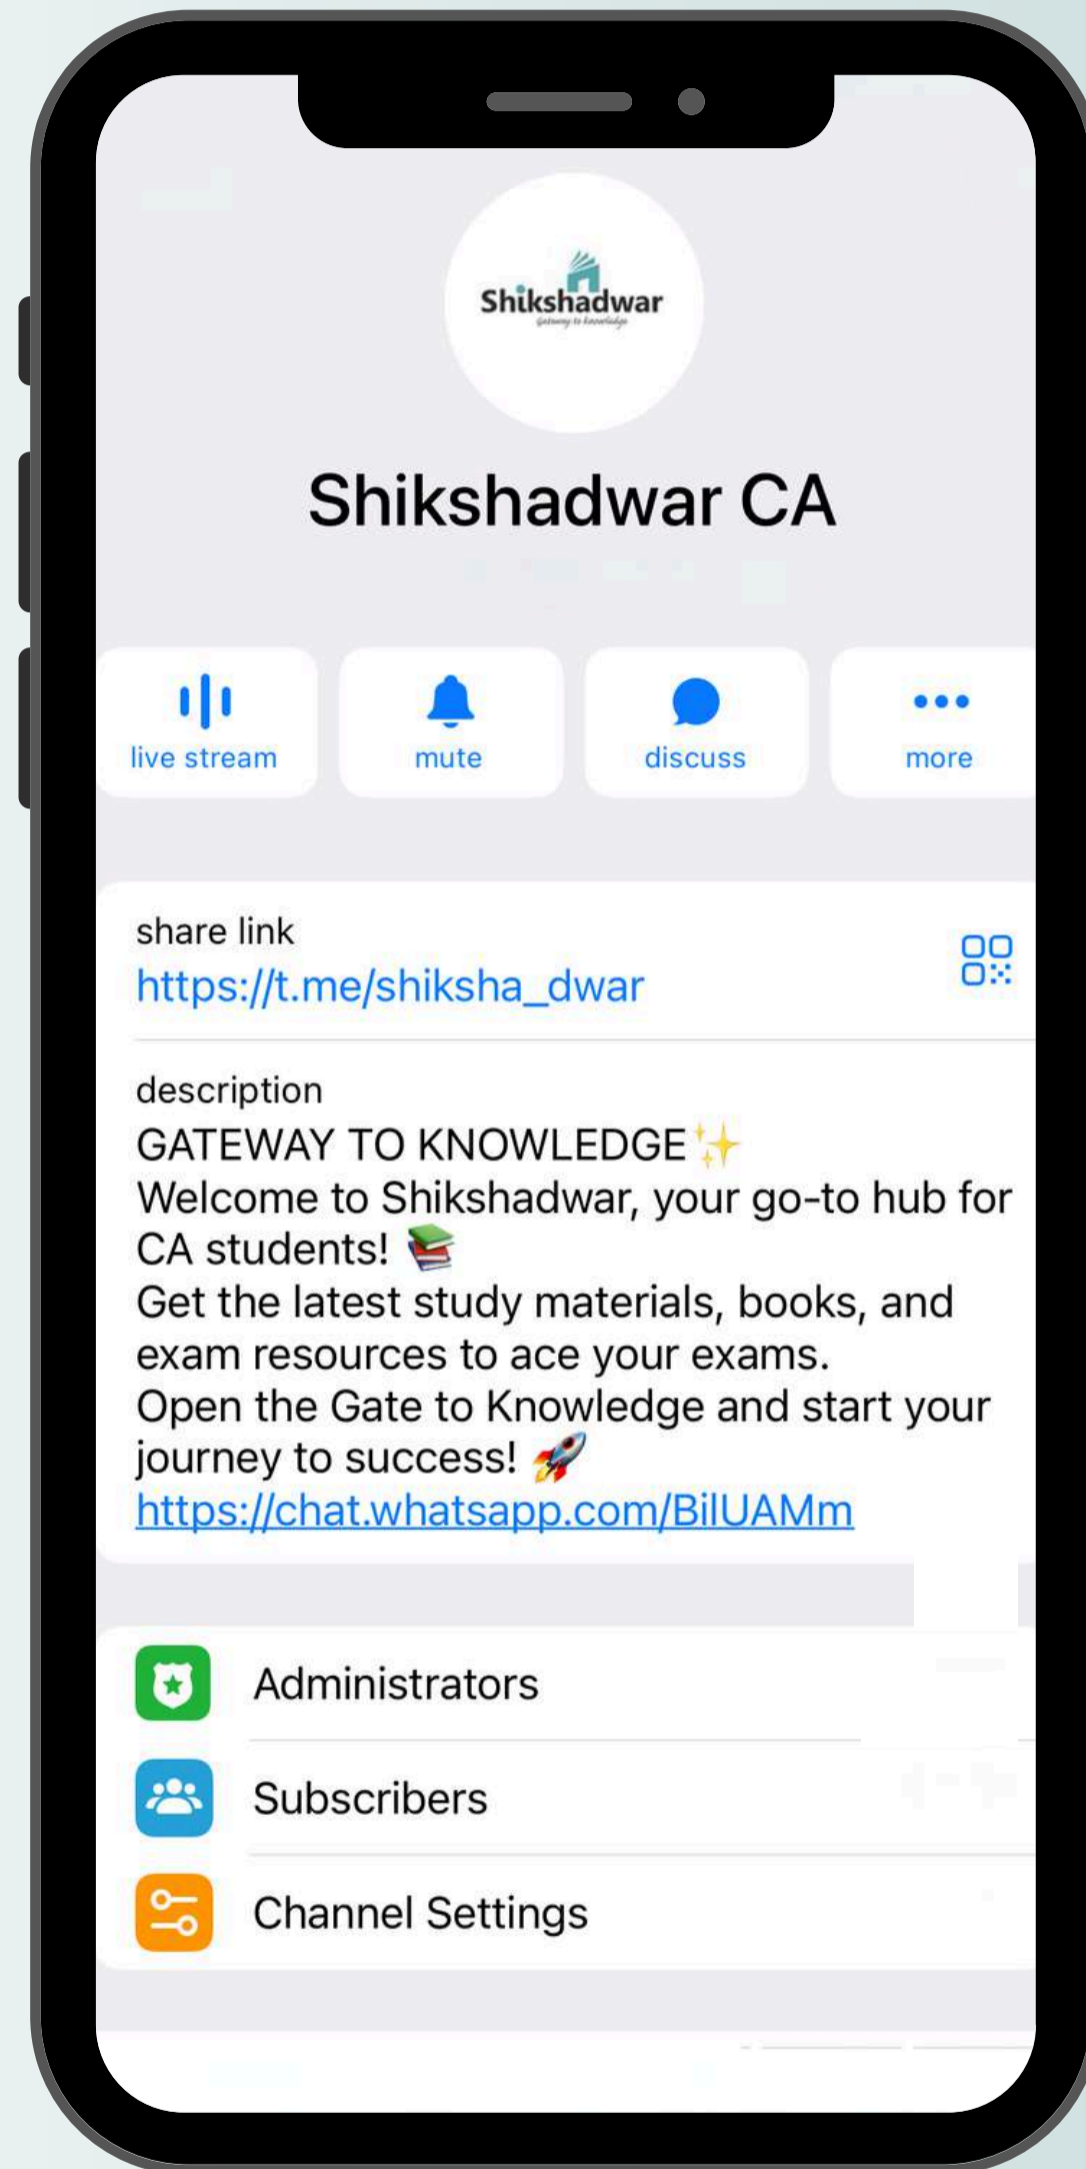 Shikshadwar
Gateway to knowledge
Shikshadwar CA
live stream
mute
discuss
more
share link
https://t.me/shiksha_dwar
description
GATEWAY TO KNOWLEDGE✨
Welcome to Shikshadwar, your go-to hub for
CA students! 📚
Get the latest study materials, books, and
exam resources to ace your exams.
Open the Gate to Knowledge and start your
journey to success! 🚀
https://chat.whatsapp.com/BilUAMm
Administrators
Subscribers
Channel Settings